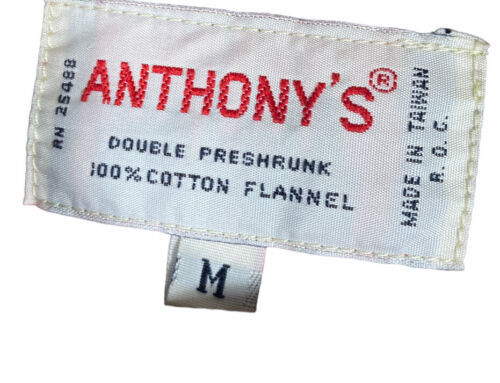 RN 25488
ANTHONY'S®
DOUBLE PRESHRUNK
100% COTTON FLANNEL
MADE IN TAIWAN
R.O.C.
M